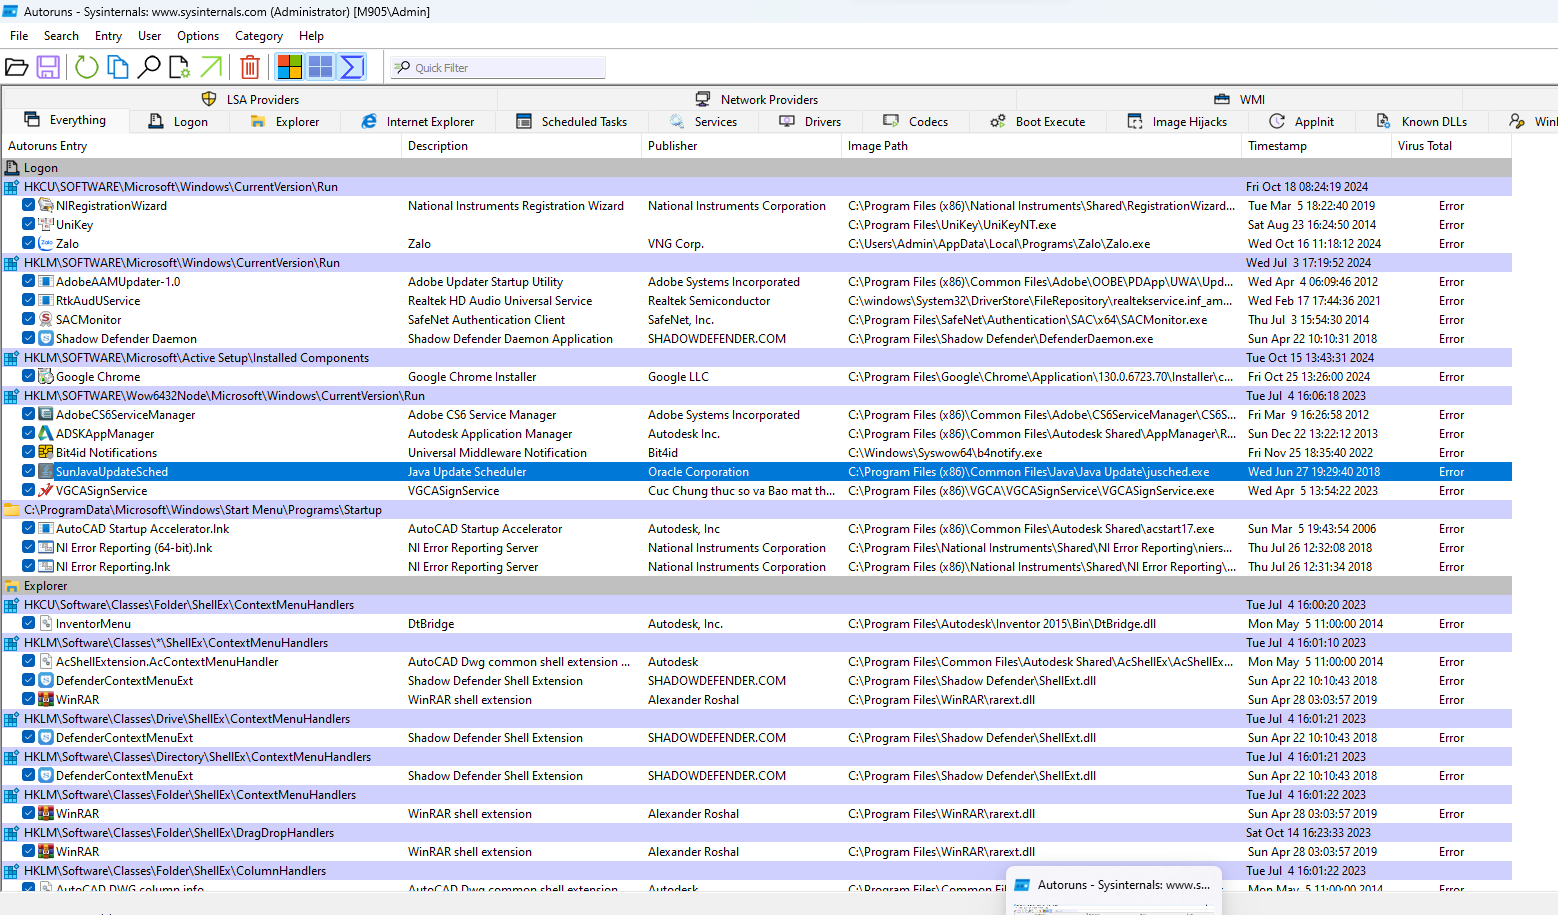 Autoruns - Sysinternals: www.sysinternals.com (Administrator) [M905\Admin]
File Search Entry User Options Category Help
Quick Filter
LSA Providers Network Providers WMI
Everything Logon Explorer Internet Explorer Scheduled Tasks Services Drivers Codecs Boot Execute Image Hijacks AppInit Known DLLs Winl
Autoruns Entry Description Publisher Image Path Timestamp Virus Total
Logon
HKCU\SOFTWARE\Microsoft\Windows\CurrentVersion\Run Fri Oct 18 08:24:19 2024
NIRegistrationWizard National Instruments Registration Wizard National Instruments Corporation C:\Program Files (x86)\National Instruments\Shared\RegistrationWizard... Tue Mar 5 18:22:40 2019 Error
UniKey C:\Program Files\UniKey\UniKeyNT.exe Sat Aug 23 16:24:50 2014 Error
Zalo Zalo VNG Corp. C:\Users\Admin\AppData\Local\Programs\Zalo\Zalo.exe Wed Oct 16 11:18:12 2024 Error
HKLM\SOFTWARE\Microsoft\Windows\CurrentVersion\Run Wed Jul 3 17:19:52 2024
AdobeAAMUpdater-1.0 Adobe Updater Startup Utility Adobe Systems Incorporated C:\Program Files (x86)\Common Files\Adobe\OOBE\PDApp\UWA\Upd... Wed Apr 4 06:09:46 2012 Error
RtkAudUService Realtek HD Audio Universal Service Realtek Semiconductor C:\windows\System32\DriverStore\FileRepository\realtekservice.inf_am... Wed Feb 17 17:44:36 2021 Error
SACMonitor SafeNet Authentication Client SafeNet, Inc. C:\Program Files\SafeNet\Authentication\SAC\x64\SACMonitor.exe Thu Jul 3 15:54:30 2014 Error
Shadow Defender Daemon Shadow Defender Daemon Application SHADOWDEFENDER.COM C:\Program Files\Shadow Defender\DefenderDaemon.exe Sun Apr 22 10:10:31 2018 Error
HKLM\SOFTWARE\Microsoft\Active Setup\Installed Components Tue Oct 15 13:43:31 2024
Google Chrome Google Chrome Installer Google LLC C:\Program Files\Google\Chrome\Application\130.0.6723.70\Installer\c... Fri Oct 25 13:26:00 2024 Error
HKLM\SOFTWARE\Wow6432Node\Microsoft\Windows\CurrentVersion\Run Tue Jul 4 16:06:18 2023
AdobeCS6ServiceManager Adobe CS6 Service Manager Adobe Systems Incorporated C:\Program Files (x86)\Common Files\Adobe\CS6ServiceManager\CS6S... Fri Mar 9 16:26:58 2012 Error
ADSKAppManager Autodesk Application Manager Autodesk Inc. C:\Program Files (x86)\Common Files\Autodesk Shared\AppManager\R... Sun Dec 22 13:22:12 2013 Error
Bit4id Notifications Universal Middleware Notification Bit4id C:\Windows\Syswow64\b4notify.exe Fri Nov 25 18:35:40 2022 Error
SunJavaUpdateSched Java Update Scheduler Oracle Corporation C:\Program Files (x86)\Common Files\Java\Java Update\jusched.exe Wed Jun 27 19:29:40 2018 Error
VGCASignService VGCASignService Cuc Chung thuc so va Bao mat th... C:\Program Files (x86)\VGCA\VGCASignService\VGCASignService.exe Wed Apr 5 13:54:22 2023 Error
C:\ProgramData\Microsoft\Windows\Start Menu\Programs\Startup
AutoCAD Startup Accelerator.lnk AutoCAD Startup Accelerator Autodesk, Inc C:\Program Files (x86)\Common Files\Autodesk Shared\acstart17.exe Sun Mar 5 19:43:54 2006 Error
NI Error Reporting (64-bit).lnk NI Error Reporting Server National Instruments Corporation C:\Program Files\National Instruments\Shared\NI Error Reporting\niers... Thu Jul 26 12:32:08 2018 Error
NI Error Reporting.lnk NI Error Reporting Server National Instruments Corporation C:\Program Files (x86)\National Instruments\Shared\NI Error Reporting\... Thu Jul 26 12:31:34 2018 Error
Explorer
HKCU\Software\Classes\Folder\ShellEx\ContextMenuHandlers Tue Jul 4 16:00:20 2023
InventorMenu DtBridge Autodesk, Inc. C:\Program Files\Autodesk\Inventor 2015\Bin\DtBridge.dll Mon May 5 11:00:00 2014 Error
HKLM\Software\Classes\*\ShellEx\ContextMenuHandlers Tue Jul 4 16:01:10 2023
AcShellExtension.AcContextMenuHandler AutoCAD Dwg common shell extension ... Autodesk C:\Program Files\Common Files\Autodesk Shared\AcShellEx\AcShellEx... Mon May 5 11:00:00 2014 Error
DefenderContextMenuExt Shadow Defender Shell Extension SHADOWDEFENDER.COM C:\Program Files\Shadow Defender\ShellExt.dll Sun Apr 22 10:10:43 2018 Error
WinRAR WinRAR shell extension Alexander Roshal C:\Program Files\WinRAR\rarext.dll Sun Apr 28 03:03:57 2019 Error
HKLM\Software\Classes\Drive\ShellEx\ContextMenuHandlers Tue Jul 4 16:01:21 2023
DefenderContextMenuExt Shadow Defender Shell Extension SHADOWDEFENDER.COM C:\Program Files\Shadow Defender\ShellExt.dll Sun Apr 22 10:10:43 2018 Error
HKLM\Software\Classes\Directory\ShellEx\ContextMenuHandlers Tue Jul 4 16:01:21 2023
DefenderContextMenuExt Shadow Defender Shell Extension SHADOWDEFENDER.COM C:\Program Files\Shadow Defender\ShellExt.dll Sun Apr 22 10:10:43 2018 Error
HKLM\Software\Classes\Folder\ShellEx\ContextMenuHandlers Tue Jul 4 16:01:22 2023
WinRAR WinRAR shell extension Alexander Roshal C:\Program Files\WinRAR\rarext.dll Sun Apr 28 03:03:57 2019 Error
HKLM\Software\Classes\Folder\ShellEx\DragDropHandlers Sat Oct 14 16:23:33 2023
WinRAR WinRAR shell extension Alexander Roshal C:\Program Files\WinRAR\rarext.dll Sun Apr 28 03:03:57 2019 Error
HKLM\Software\Classes\Folder\ShellEx\ColumnHandlers Tue Jul 4 16:01:22 2023
AutoCAD DWG column info AutoCAD Dwg common shell extension ... Autodesk C:\Program Files\Common Fil Mon May 5 11:00:00 2014 Error
Autoruns - Sysinternals: www.s...